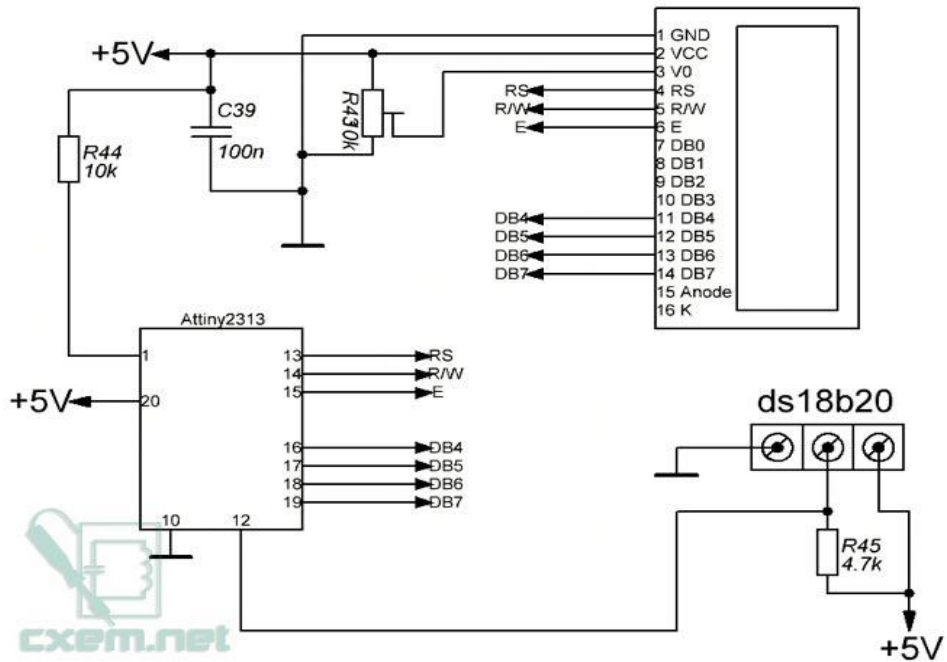 +5V
C39
100n
R430k
R44
10k
1 GND
2 VCC
3 V0
4 RS
5 R/W
6 E
7 DB0
8 DB1
9 DB2
10 DB3
11 DB4
12 DB5
13 DB6
14 DB7
15 Anode
16 K
RS
R/W
E
DB4
DB5
DB6
DB7
Attiny2313
1
20
10
12
13
14
15
16
17
18
19
RS
R/W
E
DB4
DB5
DB6
DB7
+5V
ds18b20
R45
4.7k
+5V
cxem.net